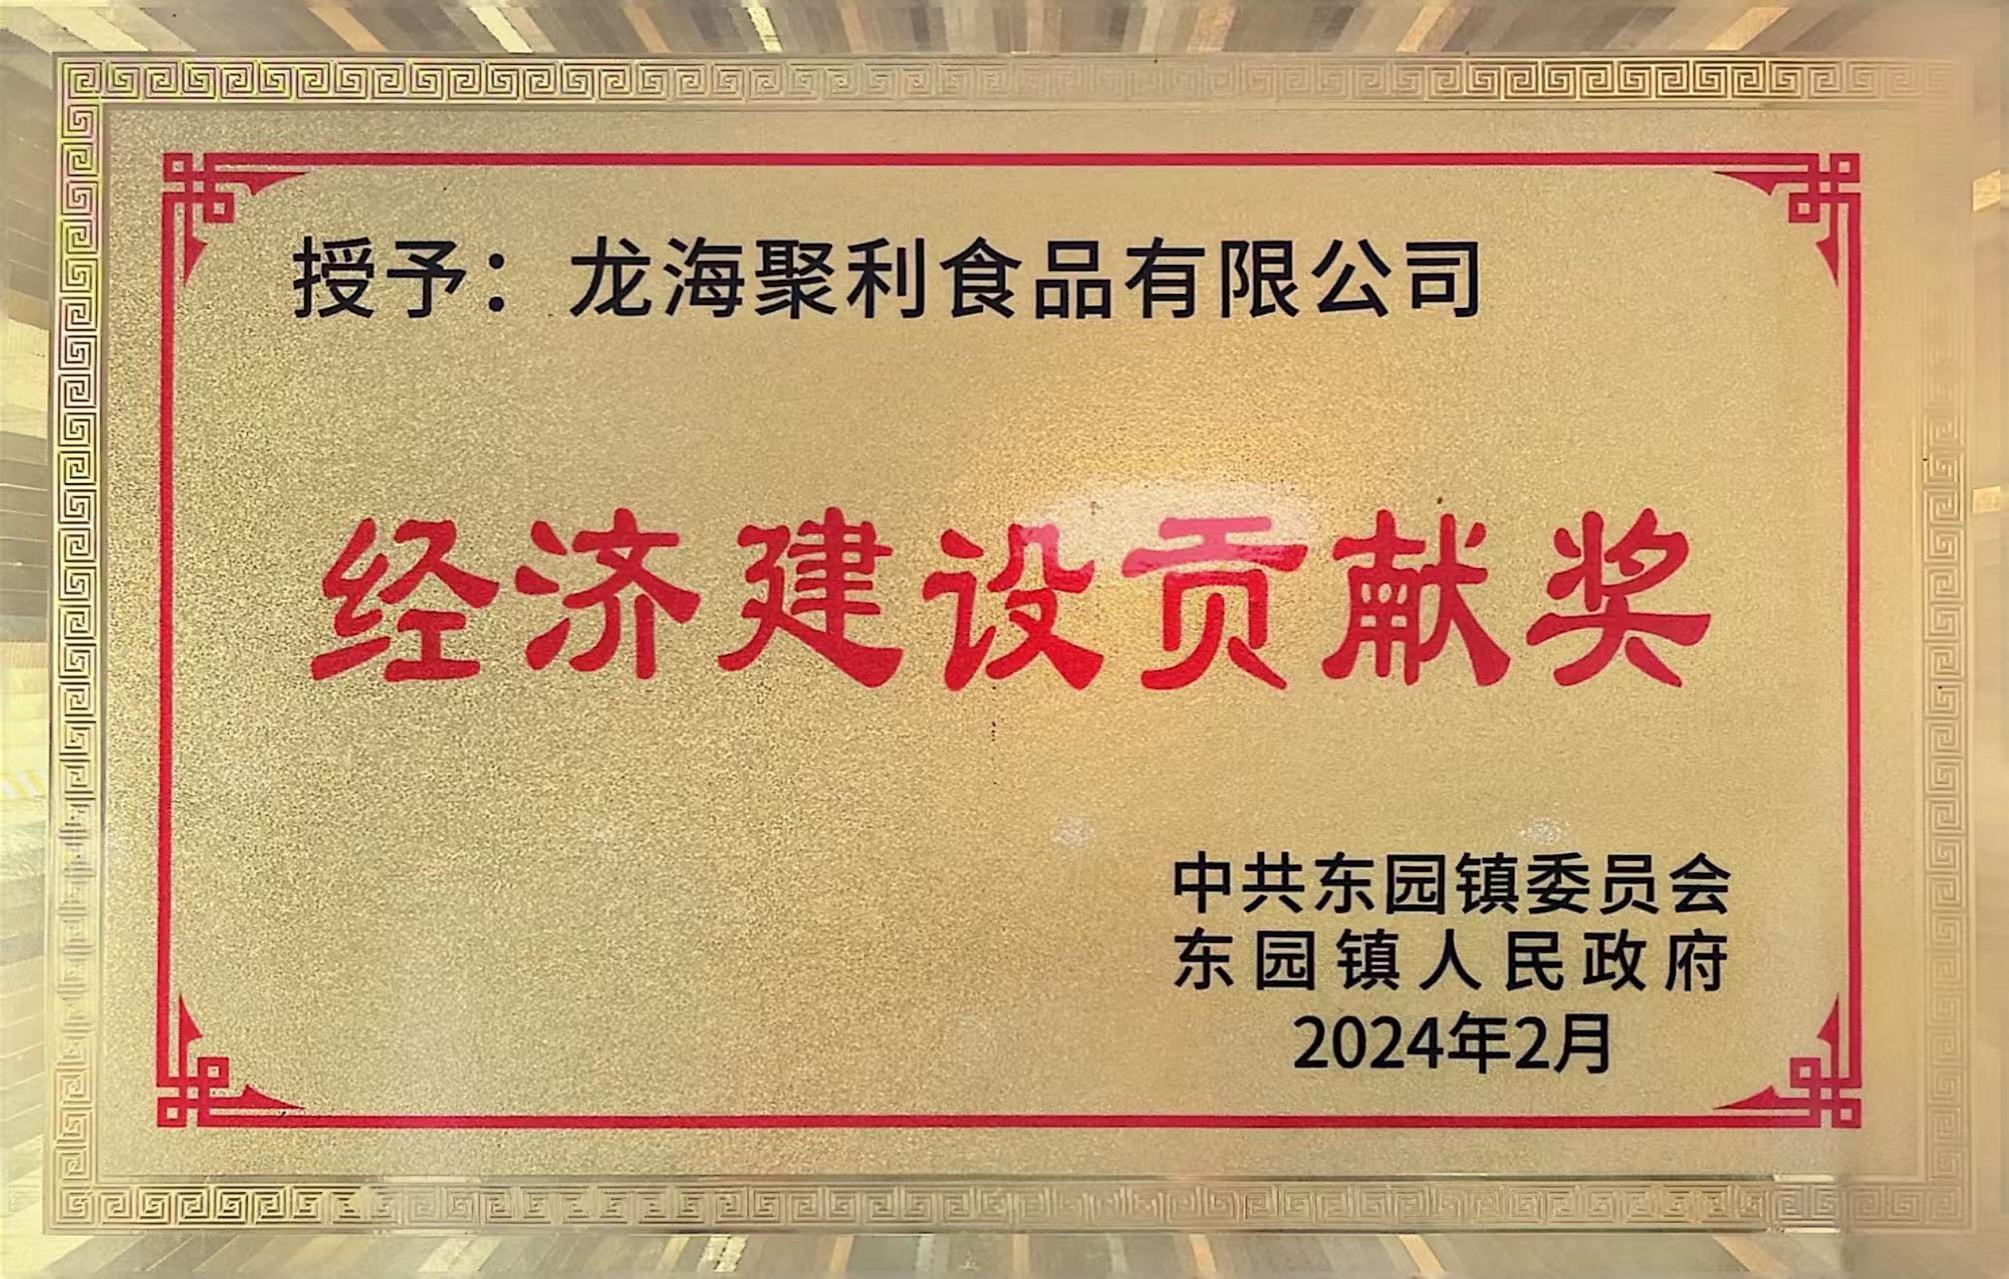 授予：龙海聚利食品有限公司
经济建设贡献奖
中共东园镇委员会
东园镇人民政府
2024年2月